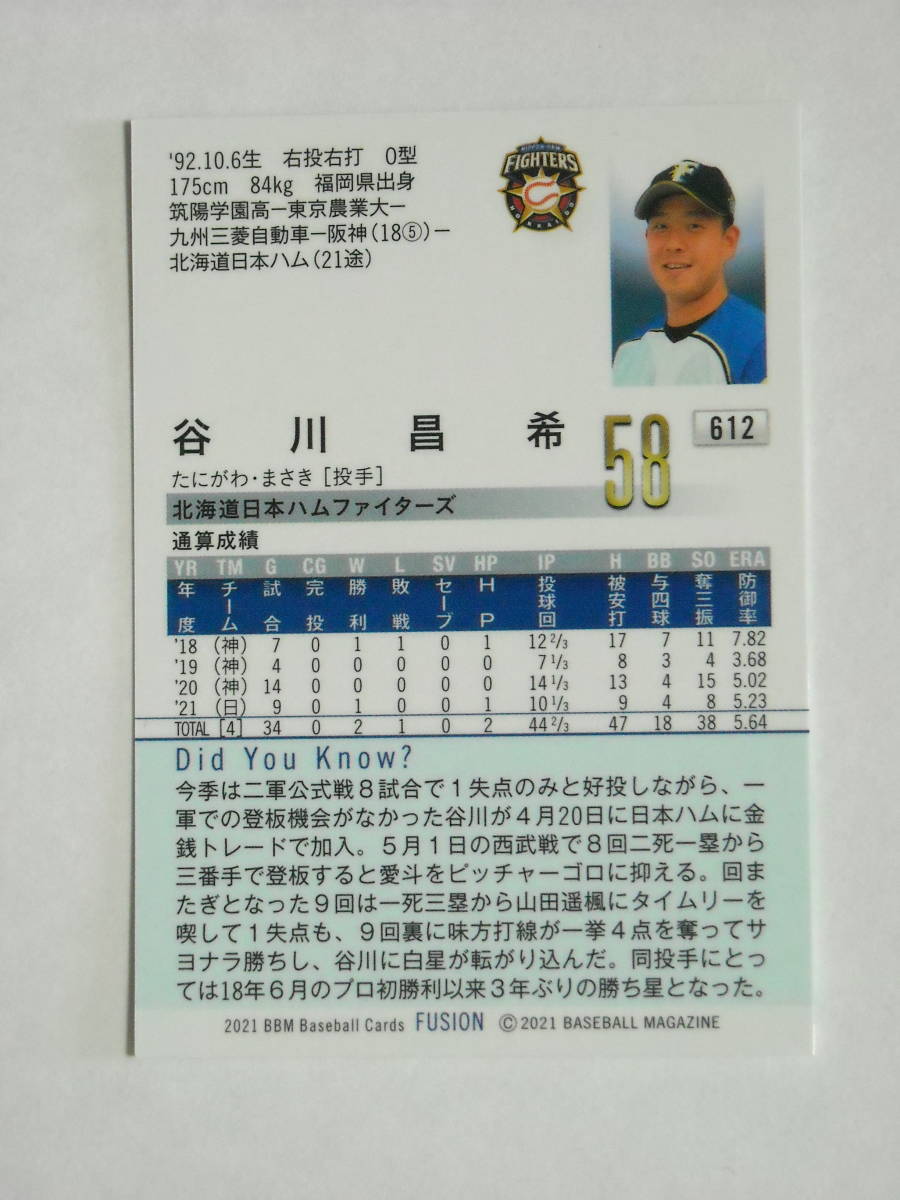 '92.10.6生 右投右打 O型
175cm 84kg 福岡県出身
筑陽学園高ー東京農業大ー
九州三菱自動車ー阪神(18⑤)ー
北海道日本ハム(21途)
NIPPON-HAM
FIGHTERS
HOKKAIDO
F
谷川昌希
58
612
たにがわ・まさき [投手]
北海道日本ハムファイターズ
通算成績
YR TM G CG W L SV HP IP H BB SO ERA
年度 チーム 試合 完投 勝利 敗戦 セーブ HP 投球回 被安打 与四球 奪三振 防御率
'18 (神) 7 0 1 1 0 1 12 2/3 17 7 11 7.82
'19 (神) 4 0 0 0 0 0 7 1/3 8 3 4 3.68
'20 (神) 14 0 0 0 0 0 14 1/3 13 4 15 5.02
'21 (日) 9 0 1 0 0 1 10 1/3 9 4 8 5.23
TOTAL [4] 34 0 2 1 0 2 44 2/3 47 18 38 5.64
Did You Know?
今季は二軍公式戦8試合で1失点のみと好投しながら、一
軍での登板機会がなかった谷川が4月20日に日本ハムに金
銭トレードで加入。5月1日の西武戦で8回二死一塁から
三番手で登板すると愛斗をピッチャーゴロに抑える。回ま
たぎとなった9回は一死三塁から山田遥楓にタイムリーを
喫して1失点も、9回裏に味方打線が一挙4点を奪ってサ
ヨナラ勝ちし、谷川に白星が転がり込んだ。同投手にとっ
ては18年6月のプロ初勝利以来3年ぶりの勝ち星となった。
2021 BBM Baseball Cards FUSION ©2021 BASEBALL MAGAZINE